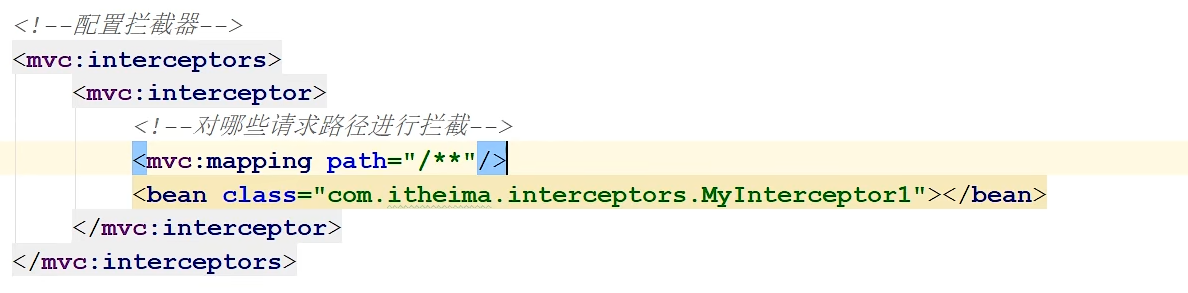 <!--配置拦截器-->
<mvc:interceptors>
    <mvc:interceptor>
        <!--对哪些请求路径进行拦截-->
        <mvc:mapping path="/**"/>
        <bean class="com.itheima.interceptors.MyInterceptor1"></bean>
    </mvc:interceptor>
</mvc:interceptors>